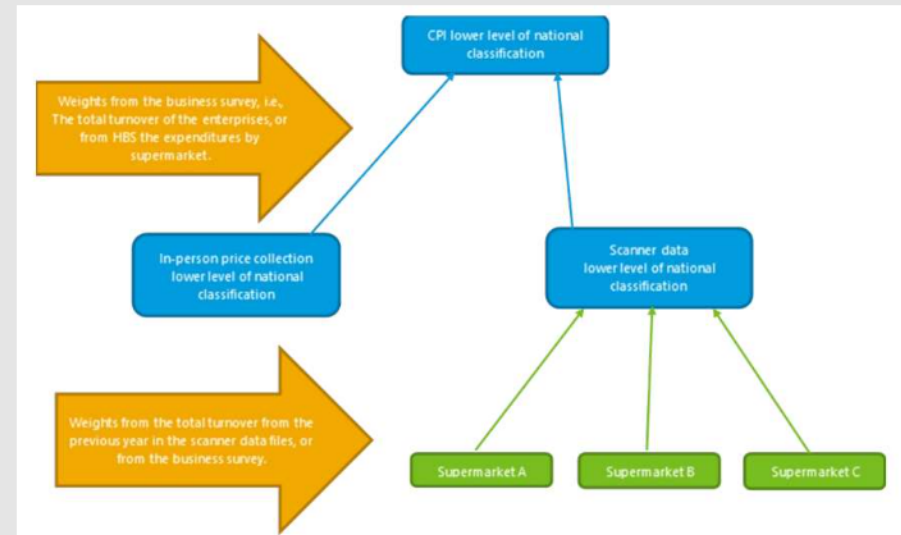 CPI lower level of national
classification
Weights from the business survey, i.e.,
The total turnover of the enterprises, or
from HBS the expenditures by
supermarket.
In-person price collection
lower level of national
classification
Scanner data
lower level of national
classification
Weights from the total turnover from the
previous year in the scanner data files, or
from the business survey.
Supermarket A
Supermarket B
Supermarket C